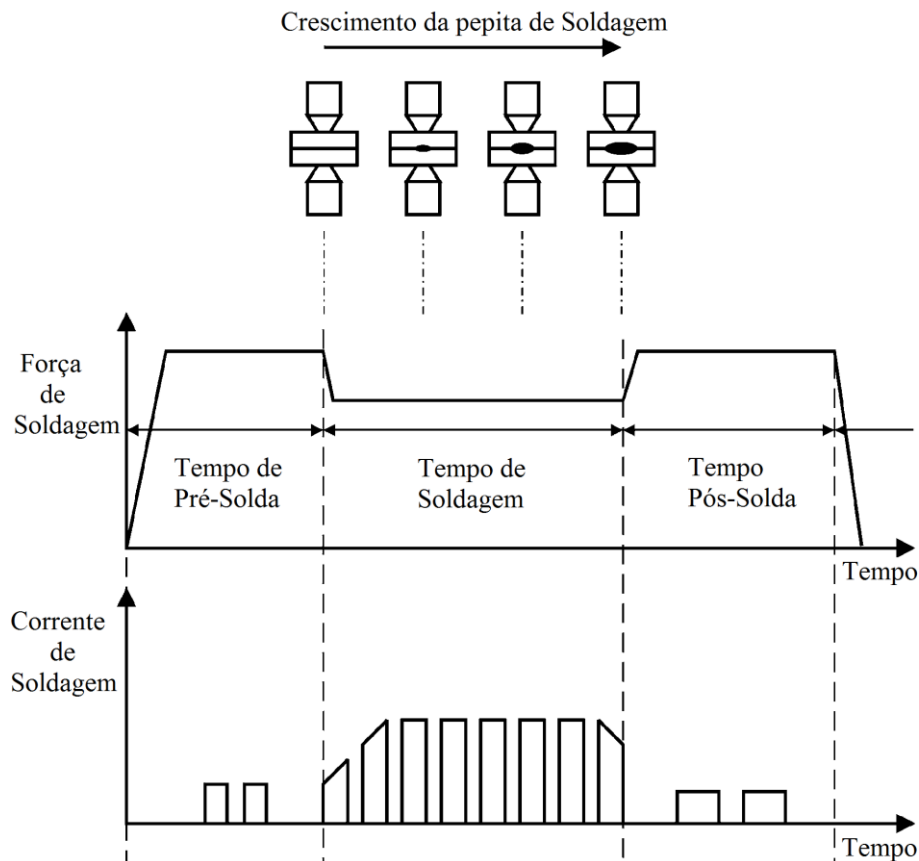 Crescimento da pepita de Soldagem
Força
de
Soldagem
Tempo de
Pré-Solda
Tempo de
Soldagem
Tempo
Pós-Solda
Tempo
Corrente
de
Soldagem
Tempo